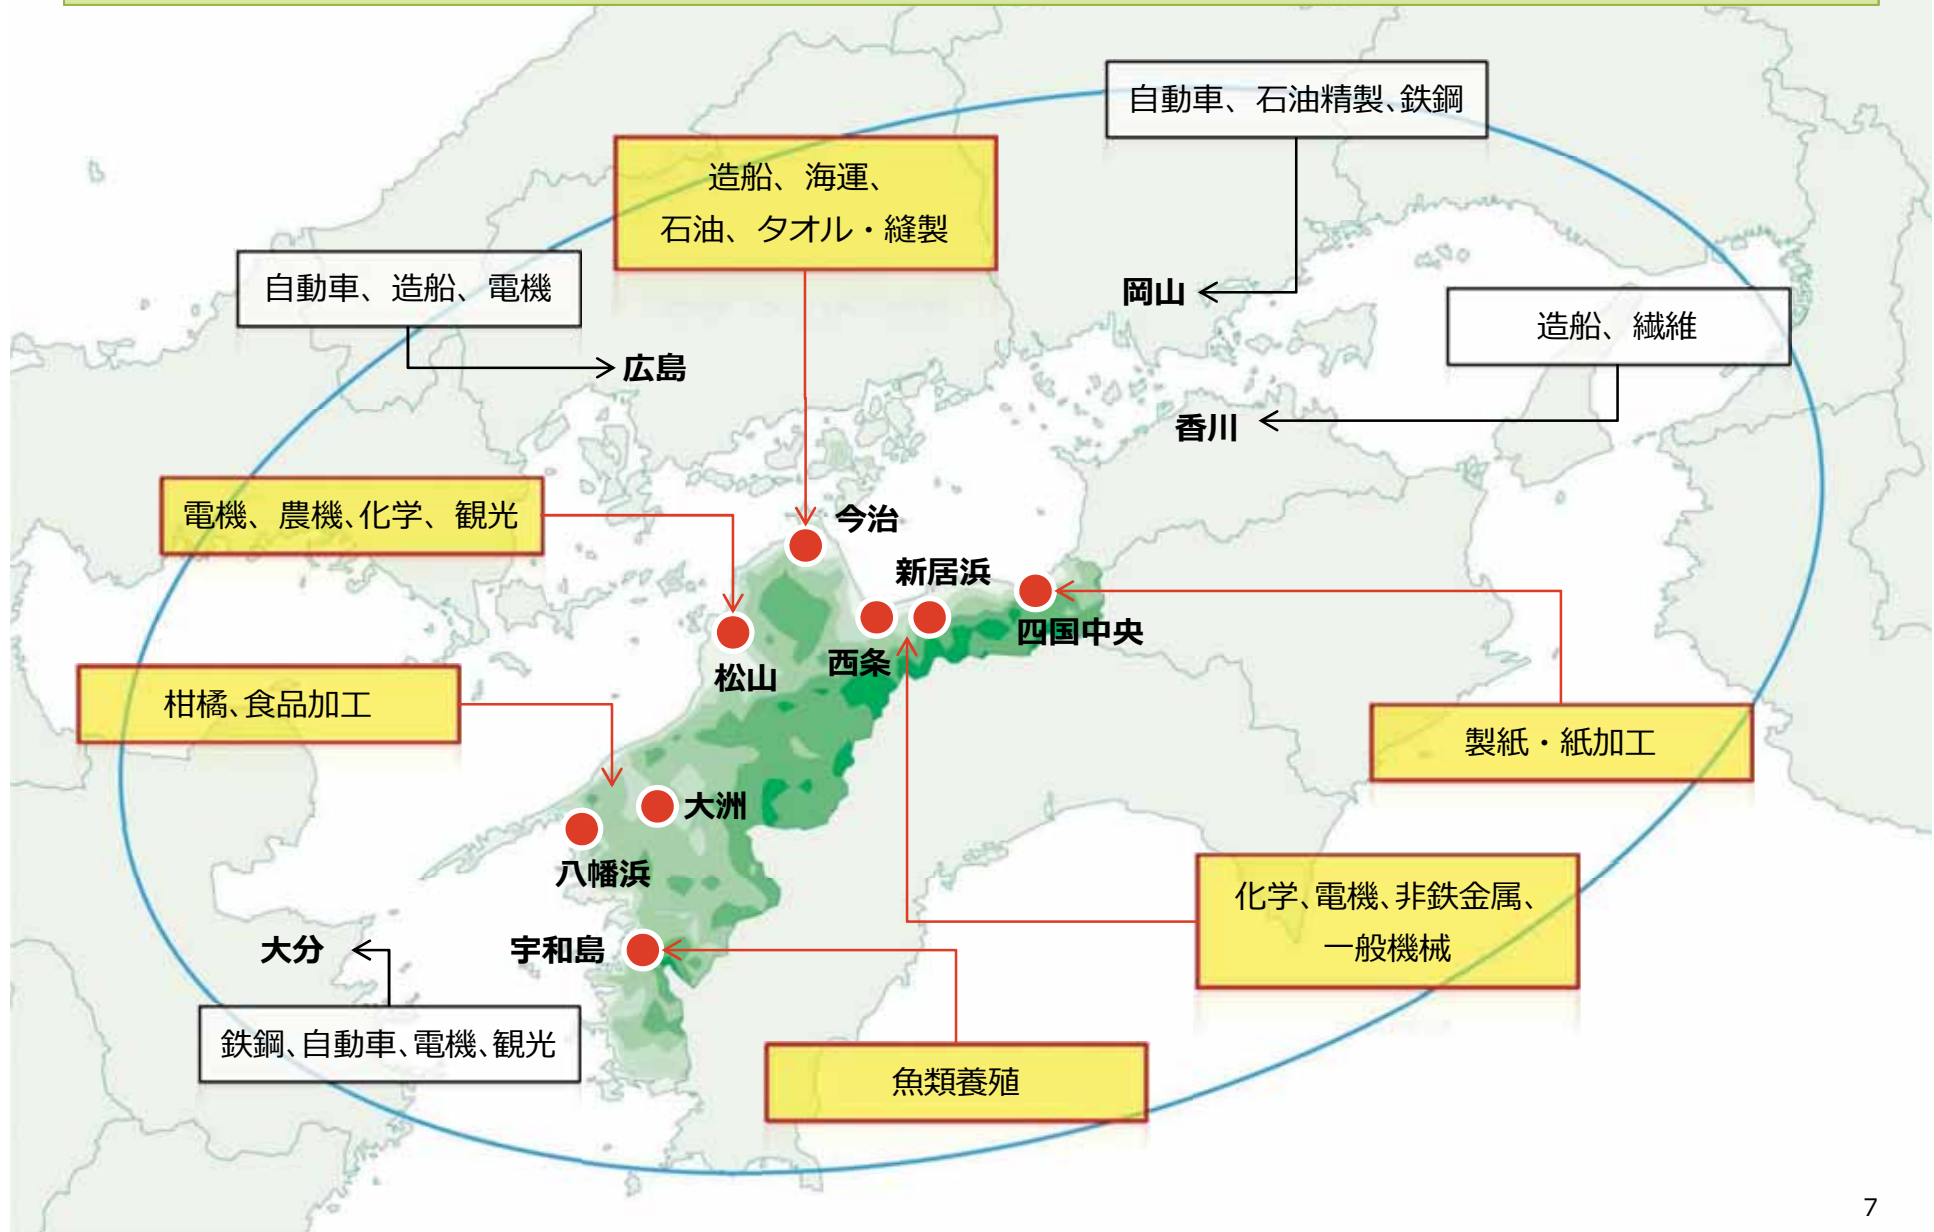 自動車、石油精製、鉄鋼
造船、海運、
石油、タオル・縫製
自動車、造船、電機
岡山
造船、繊維
広島
香川
電機、農機、化学、観光
今治
新居浜
四国中央
西条
松山
柑橘、食品加工
製紙・紙加工
大洲
八幡浜
化学、電機、非鉄金属、
一般機械
大分
宇和島
鉄鋼、自動車、電機、観光
魚類養殖
7